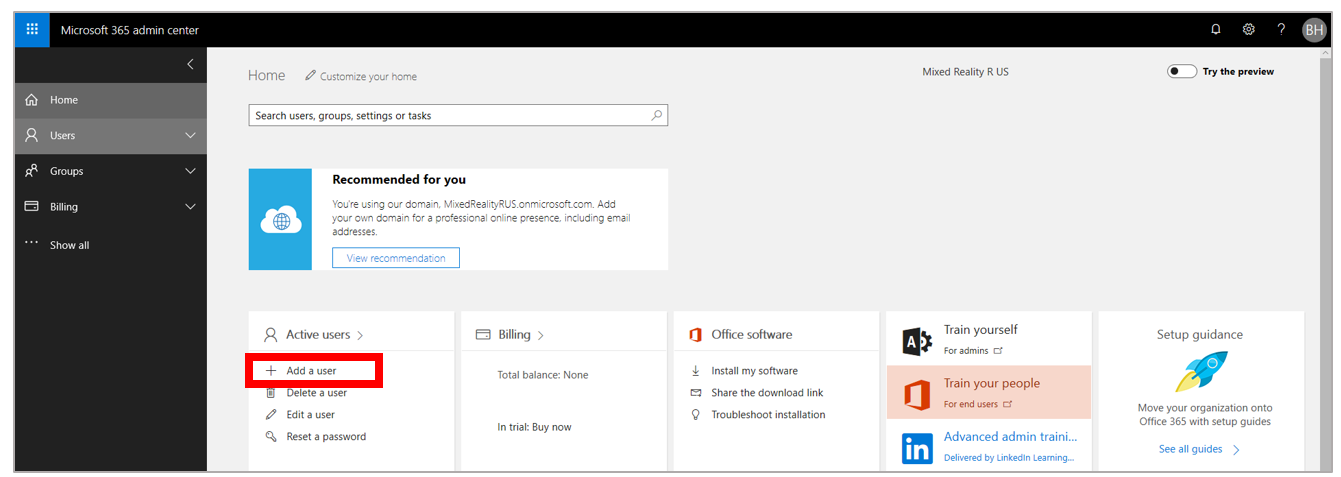 Microsoft 365 admin center
?
BH
Home
Users
Groups
Billing
Show all
Home
Customize your home
Mixed Reality R US
Try the preview
Search users, groups, settings or tasks
Recommended for you
You're using our domain, MixedRealityRUS.onmicrosoft.com. Add
your own domain for a professional online presence, including email
addresses.
View recommendation
Active users
Add a user
Delete a user
Edit a user
Reset a password
Billing
Total balance: None
In trial: Buy now
Office software
Install my software
Share the download link
Troubleshoot installation
Train yourself
For admins
Train your people
For end users
Advanced admin traini...
Delivered by LinkedIn Learning...
A
in
Setup guidance
Move your organization onto
Office 365 with setup guides
See all guides